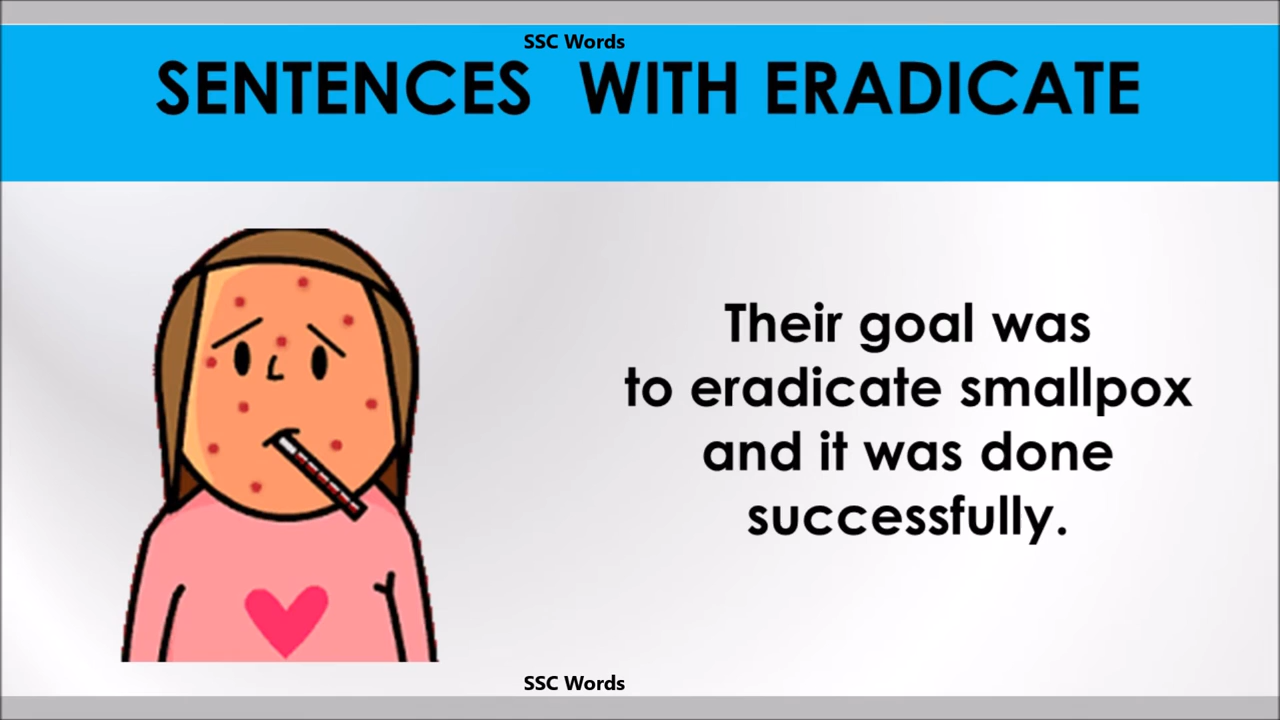 SSC Words
SENTENCES WITH ERADICATE
Their goal was
to eradicate smallpox
and it was done
successfully.
SSC Words